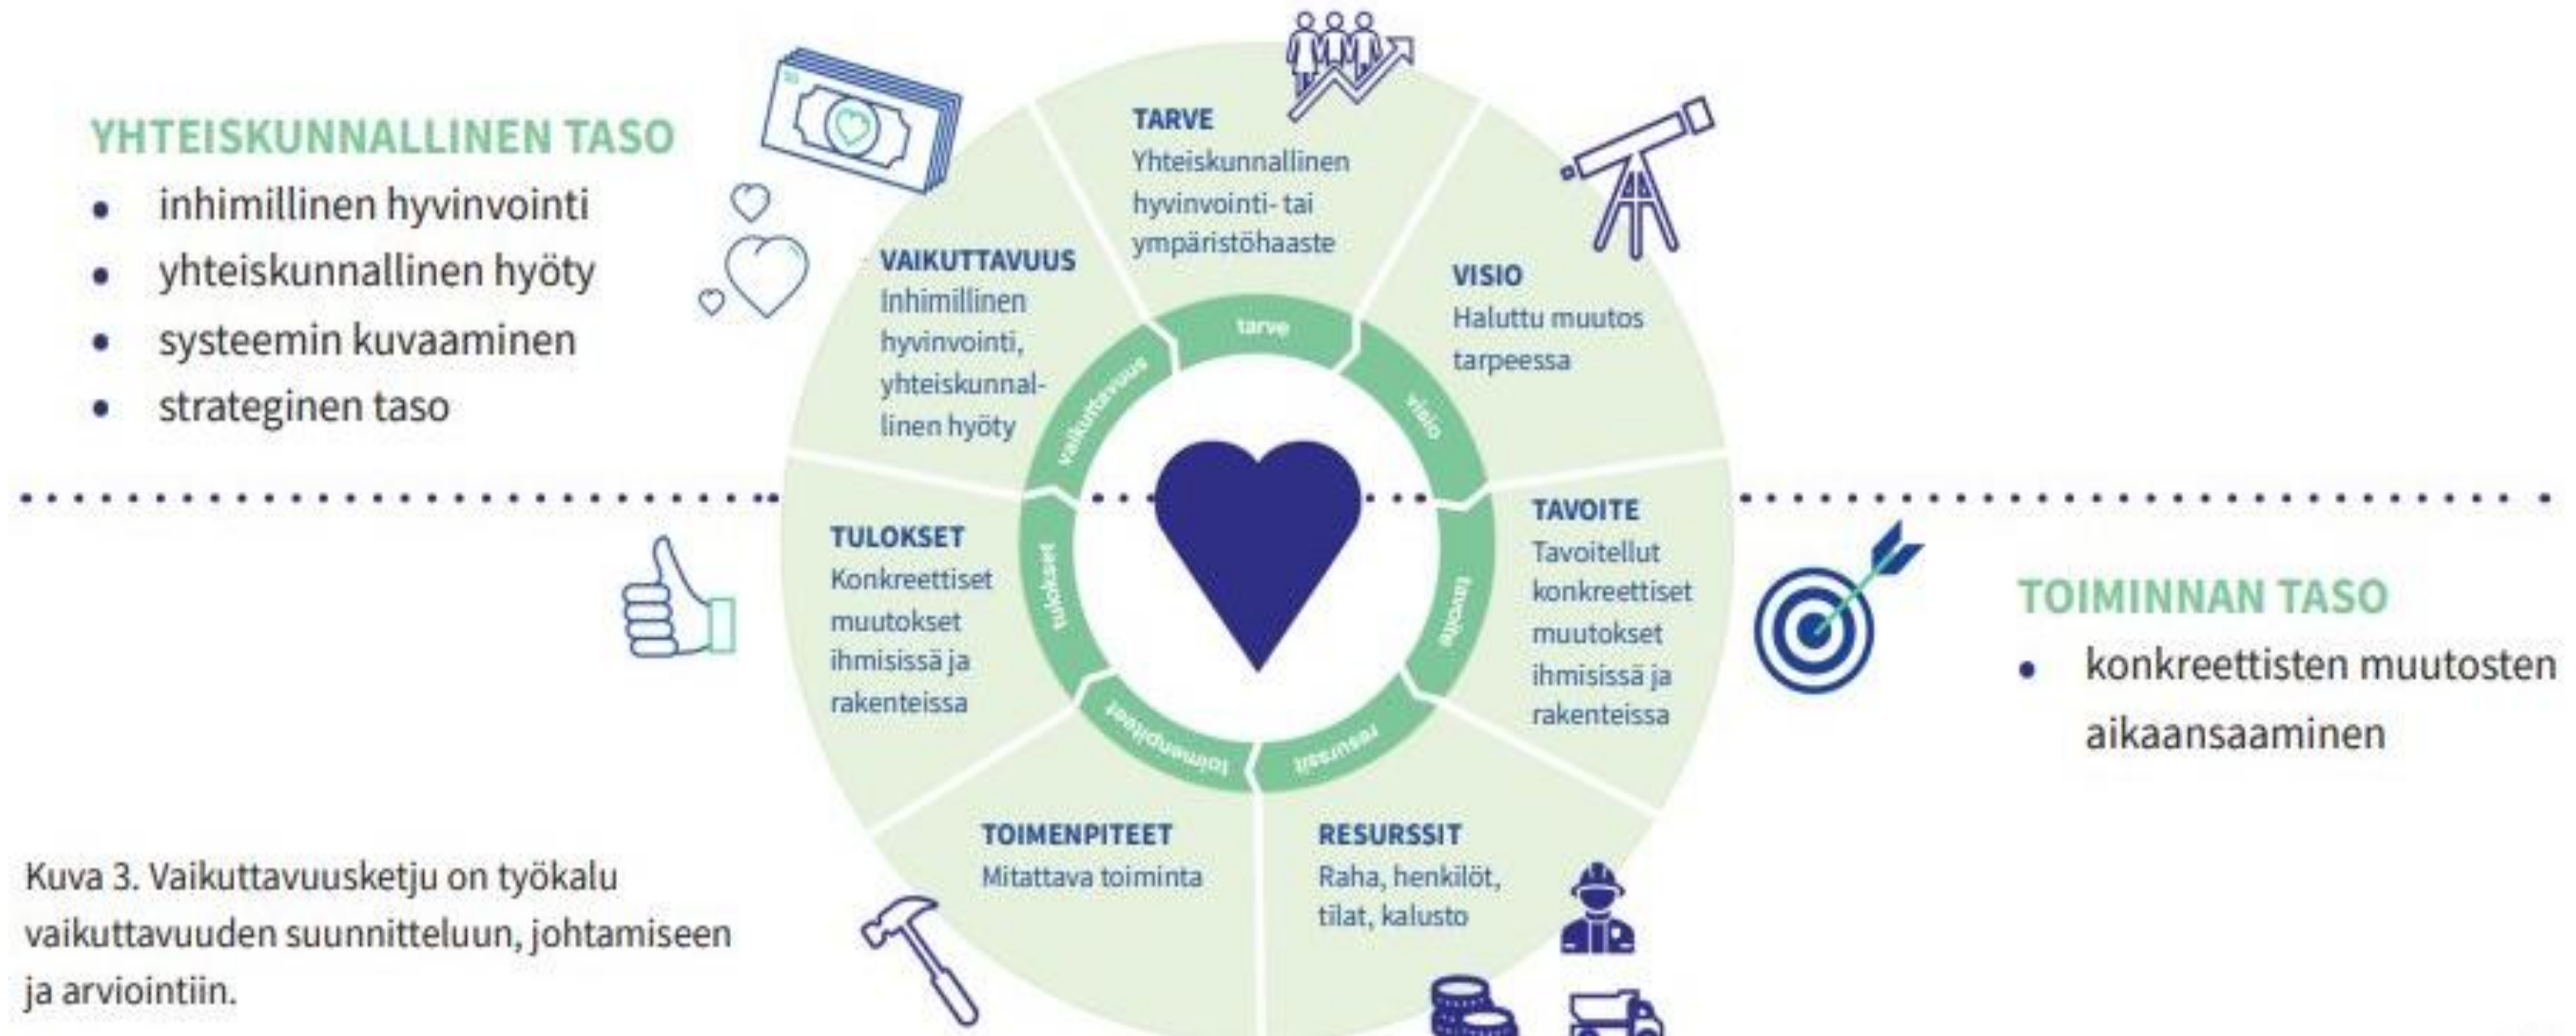 YHTEISKUNNALLINEN TASO
• inhimillinen hyvinvointi
• yhteiskunnallinen hyöty
• systeemin kuvaaminen
• strateginen taso
TARVE
Yhteiskunnallinen
hyvinvointi- tai
ympäristöhaaste
VISIO
Haluttu muutos
tarpeessa
TAVOITE
Tavoitellut
konkreettiset
muutokset
ihmisissä ja
rakenteissa
RESURSSIT
Raha, henkilöt,
tilat, kalusto
TOIMENPITEET
Mitattava toiminta
TULOKSET
Konkreettiset
muutokset
ihmisissä ja
rakenteissa
VAIKUTTAVUUS
Inhimillinen
hyvinvointi,
yhteiskunnal-
linen hyöty
tarve
visio
tavoite
resurssit
toimenpiteet
tulokset
vaikuttavuus
TOIMINNAN TASO
• konkreettisten muutosten
aikaansaaminen
Kuva 3. Vaikuttavuusketju on työkalu
vaikuttavuuden suunnitteluun, johtamiseen
ja arviointiin.